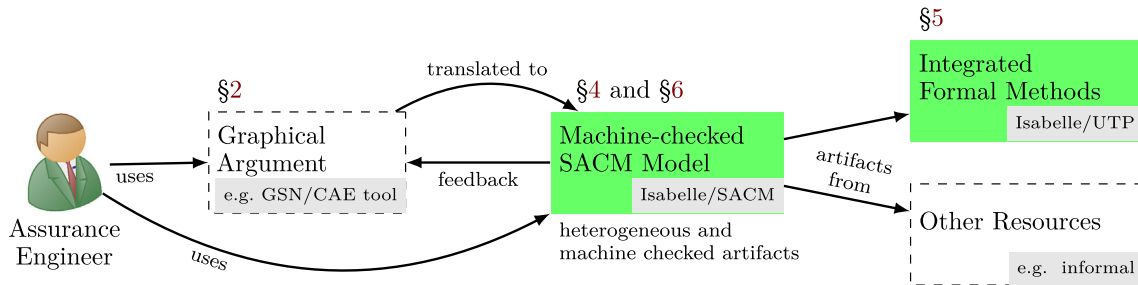 §5
Integrated
Formal Methods
Isabelle/UTP
translated to
§2
§4 and §6
Graphical
Argument
e.g. GSN/CAE tool
Machine-checked
SACM Model
Isabelle/SACM
uses
feedback
artifacts
from
Assurance
Engineer
uses
heterogeneous and
machine checked artifacts
Other Resources
e.g. informal